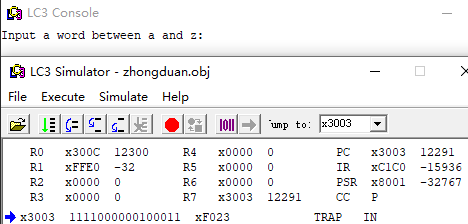 LC3 Console
Input a word between a and z:
LC3 Simulator - zhongduan.obj
File Execute Simulate Help
Jump to: x3003
R0 x300C 12300 R4 x0000 0 PC x3003 12291
R1 xFFE0 -32 R5 x0000 0 IR xC1C0 -15936
R2 x0000 0 R6 x0000 0 PSR x8001 -32767
R3 x0000 0 R7 x3003 12291 CC P
x3003 1111000000100011 xF023 TRAP IN